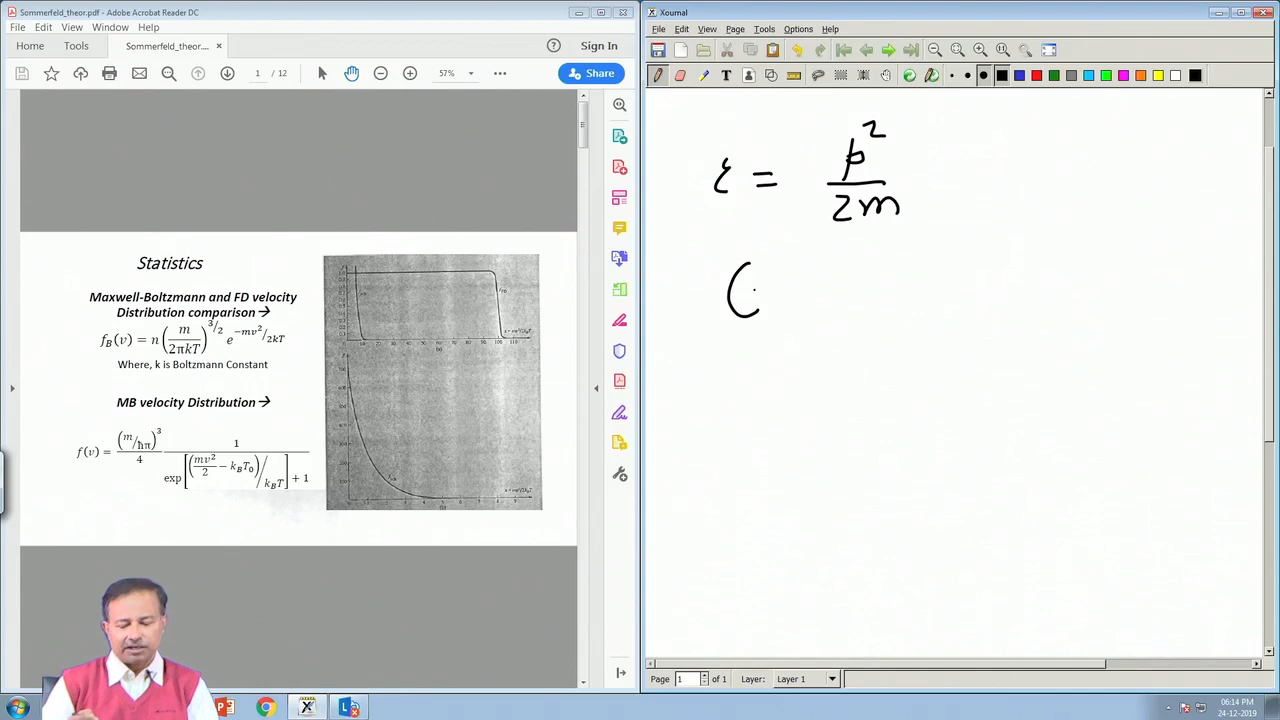 Sommerfeld_theor.pdf - Adobe Acrobat Reader DC
File Edit View Window Help
Home Tools Sommerfeld_theor... × Sign In
1 / 12 57% Share
Statistics
Maxwell-Boltzmann and FD velocity
Distribution comparison→
f_B(v) = n (m/2πkT)^3/2 e^−mv²/2kT
Where, k is Boltzmann Constant
MB velocity Distribution→
f(v) = (m/ħπ)^3/4 1/exp[(mv²/2 − k_BT_0)/k_BT] + 1
Xournal
File Edit View Page Tools Options Help
ε = p²/2m
(
Page 1 of 1 Layer: Layer 1
06:14 PM
24-12-2019